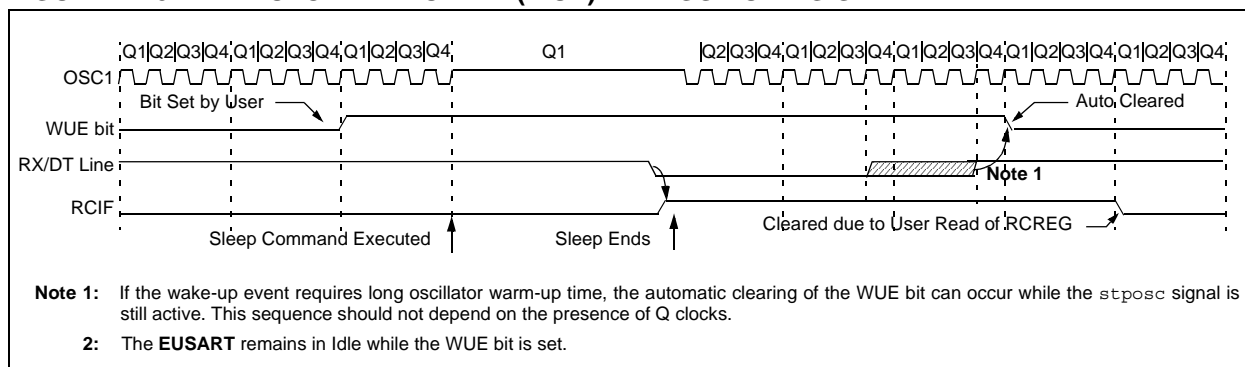 Q1|Q2|Q3|Q4|Q1|Q2|Q3|Q4|Q1|Q2|Q3|Q4 Q1 Q2|Q3|Q4|Q1|Q2|Q3|Q4|Q1|Q2|Q3|Q4|Q1|Q2|Q3|Q4|Q1|Q2|Q3|Q4
OSC1
Bit Set by User
Auto Cleared
WUE bit
RX/DT Line
Note 1
RCIF
Cleared due to User Read of RCREG
Sleep Command Executed
Sleep Ends
Note 1: If the wake-up event requires long oscillator warm-up time, the automatic clearing of the WUE bit can occur while the stposc signal is
still active. This sequence should not depend on the presence of Q clocks.
2: The EUSART remains in Idle while the WUE bit is set.